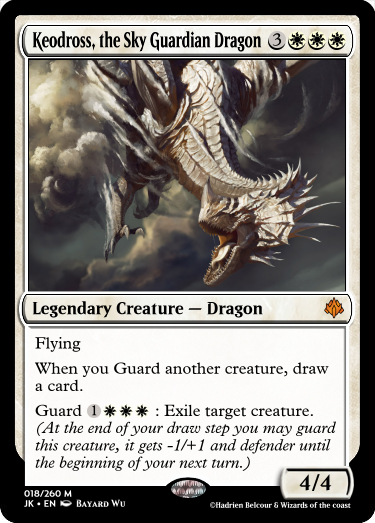 Keodross, the Sky Guardian Dragon 3
Legendary Creature — Dragon
Flying
When you Guard another creature, draw
a card.
Guard 1 : Exile target creature.
(At the end of your draw step you may guard
this creature, it gets -1/+1 and defender until
the beginning of your next turn.)
4/4
018/260 M
JK • EN Bayard Wu
©Hadrien Belcour & Wizards of the coast